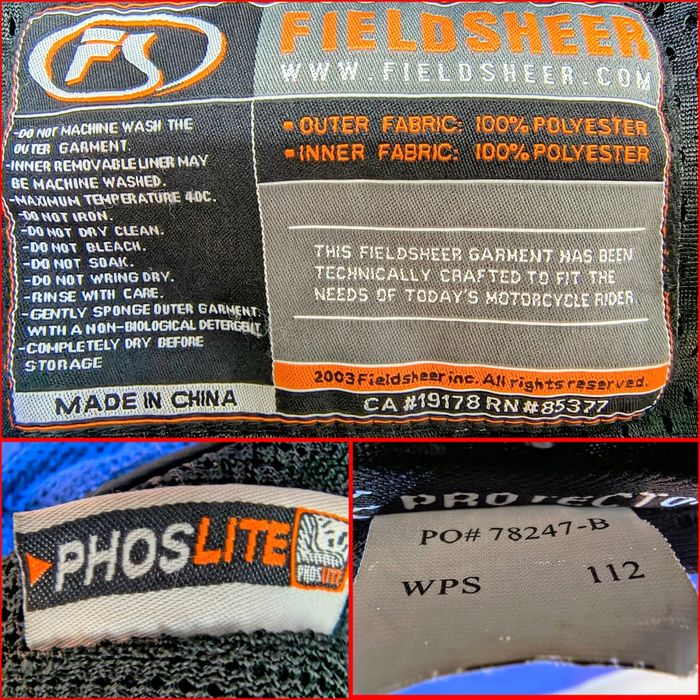 FS
FIELDSHEER
WWW.FIELDSHEER.COM
-DO NOT MACHINE WASH THE
OUTER GARMENT.
-INNER REMOVABLE LINER MAY
BE MACHINE WASHED.
-MAXIMUM TEMPERATURE 40C.
-DO NOT IRON.
-DO NOT DRY CLEAN.
-DO NOT BLEACH.
-DO NOT SOAK.
-DO NOT WRING DRY.
-RINSE WITH CARE.
-GENTLY SPONGE OUTER GARMENT
WITH A NON-BIOLOGICAL DETERGENT
-COMPLETELY DRY BEFORE
STORAGE
MADE IN CHINA
▪OUTER FABRIC: 100% POLYESTER
▪INNER FABRIC: 100% POLYESTER
THIS FIELDSHEER GARMENT HAS BEEN
TECHNICALLY CRAFTED TO FIT THE
NEEDS OF TODAY'S MOTORCYCLE RIDER.
2003 Fieldsheer inc. All rights reserved.
CA #19178 RN #85377
PHOSLITE
PHOSLITE
PROTECTO
PO# 78247-B
WPS 112